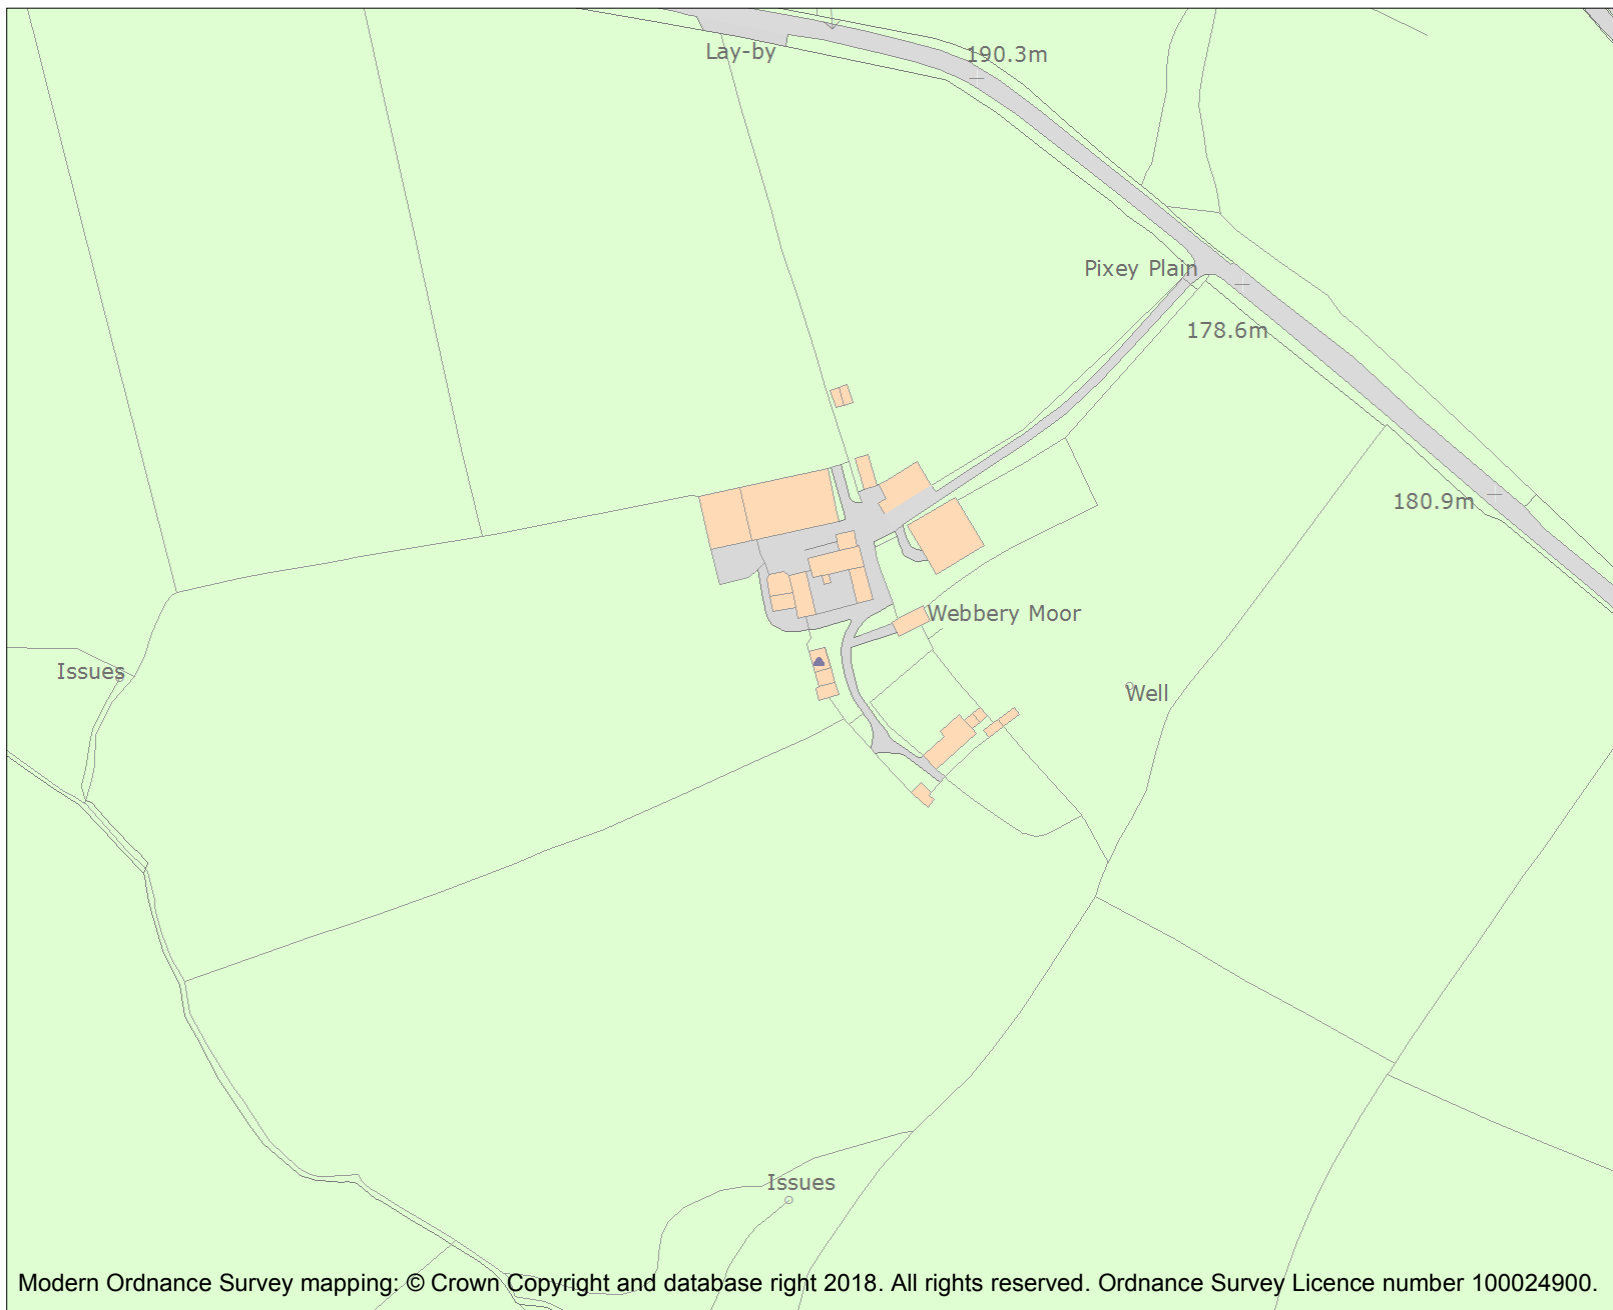 Lay-by
190.3m
Pixey Plain
178.6m
180.9m
Webbery Moor
Issues
Well
Issues
Modern Ordnance Survey mapping: © Crown Copyright and database right 2018. All rights reserved. Ordnance Survey Licence number 100024900.